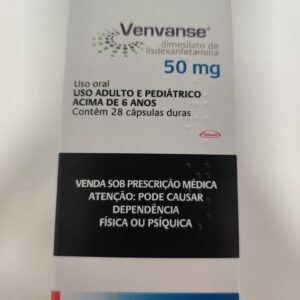 Venvanse®
dimesilato de
lisdexanfetamina
50 mg
Uso oral
USO ADULTO E PEDIÁTRICO
ACIMA DE 6 ANOS
Contém 28 cápsulas duras
Takeda
VENDA SOB PRESCRIÇÃO MÉDICA
ATENÇÃO: PODE CAUSAR
DEPENDÊNCIA
FÍSICA OU PSÍQUICA